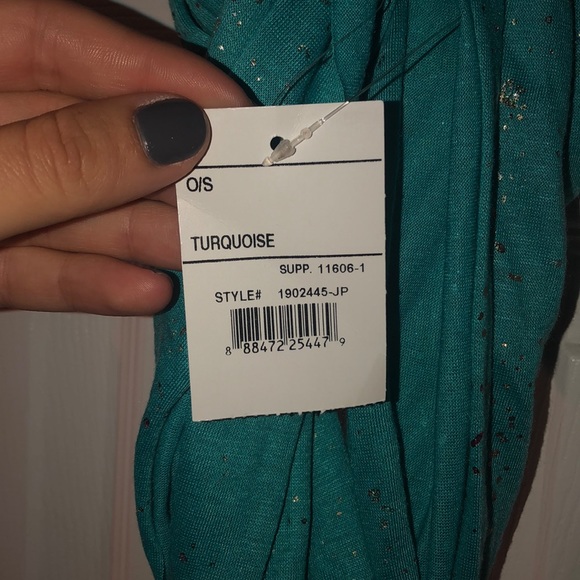 O/S
TURQUOISE
SUPP. 11606-1
STYLE# 1902445-JP
8 88472 25447 9